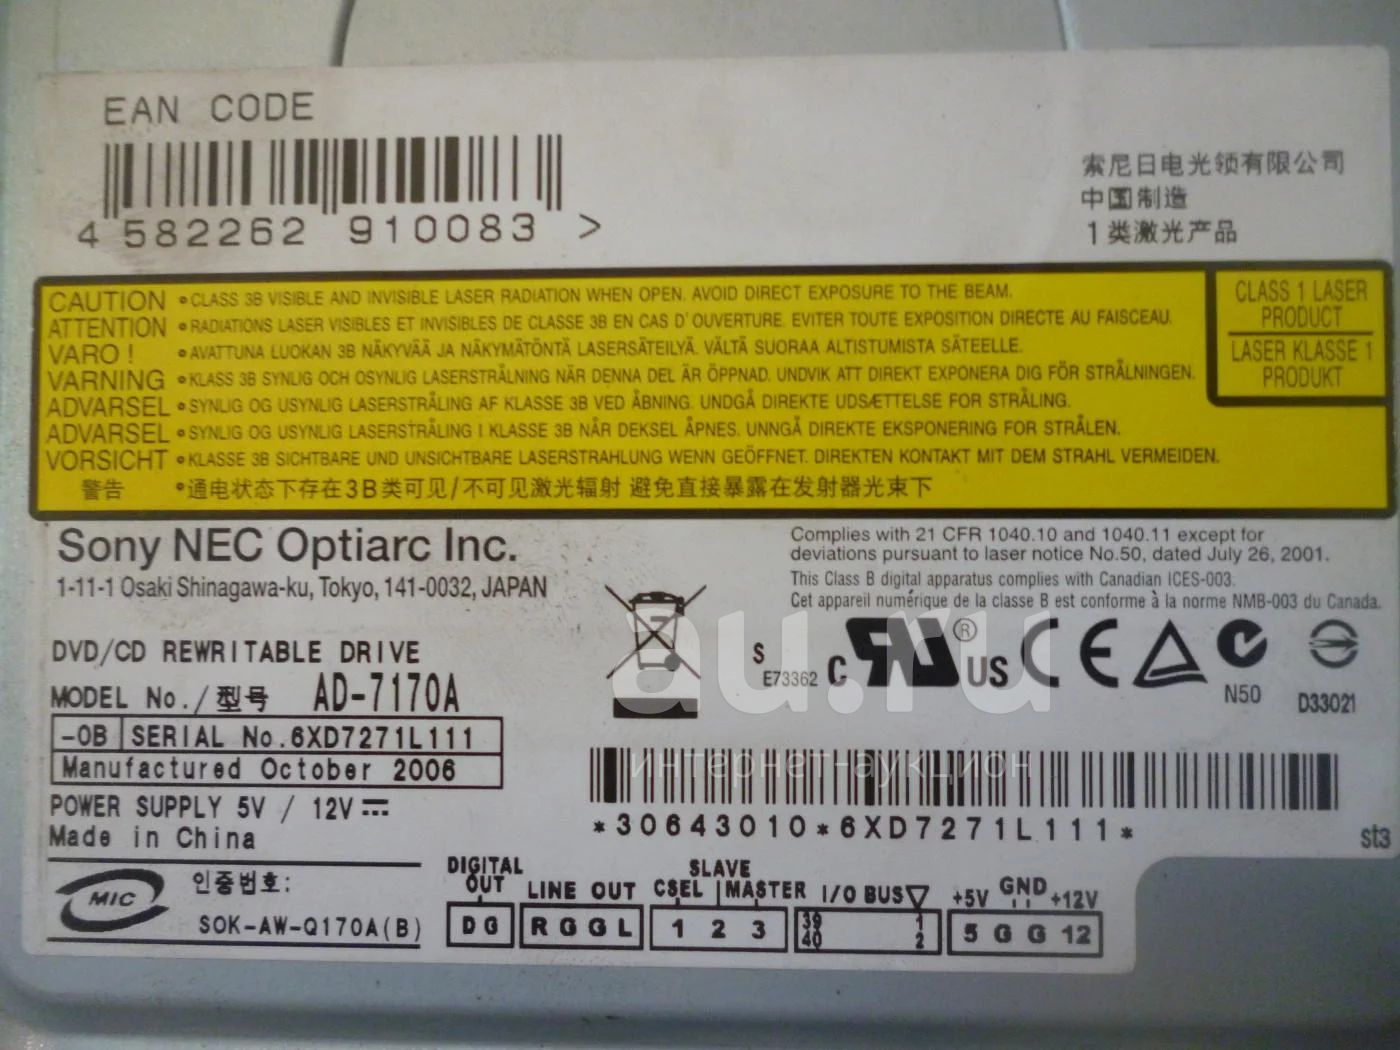 EAN CODE
4 582262 910083 >
索尼日电光领有限公司
中国制造
1类激光产品
CAUTION •CLASS 3B VISIBLE AND INVISIBLE LASER RADIATION WHEN OPEN. AVOID DIRECT EXPOSURE TO THE BEAM.
ATTENTION •RADIATIONS LASER VISIBLES ET INVISIBLES DE CLASSE 3B EN CAS D'OUVERTURE. EVITER TOUTE EXPOSITION DIRECTE AU FAISCEAU.
VARO! •AVATTUNA LUOKAN 3B NÄKYVÄÄ JA NÄKYMÄTÖNTÄ LASERSÄTEILYÄ. VÄLTÄ SUORAA ALTISTUMISTA SÄTEELLE.
VARNING •KLASS 3B SYNLIG OCH OSYNLIG LASERSTRÅLNING NÄR DENNA DEL ÄR ÖPPNAD. UNDVIK ATT DIREKT EXPONERA DIG FÖR STRÅLNINGEN.
ADVARSEL •SYNLIG OG USYNLIG LASERSTRÅLING AF KLASSE 3B VED ÅBNING. UNDGÅ DIREKTE UDSÆTTELSE FOR STRÅLING.
ADVARSEL •SYNLIG OG USYNLIG LASERSTRÅLING I KLASSE 3B NÅR DEKSEL ÅPNES. UNNGÅ DIREKTE EKSPONERING FOR STRÅLEN.
VORSICHT •KLASSE 3B SICHTBARE UND UNSICHTBARE LASERSTRAHLUNG WENN GEÖFFNET. DIREKTEN KONTAKT MIT DEM STRAHL VERMEIDEN.
警告 •通电状态下存在3B类可见/不可见激光辐射 避免直接暴露在发射器光束下
CLASS 1 LASER
PRODUCT
LASER KLASSE 1
PRODUKT
Sony NEC Optiarc Inc.
1-11-1 Osaki Shinagawa-ku, Tokyo, 141-0032, JAPAN
Complies with 21 CFR 1040.10 and 1040.11 except for
deviations pursuant to laser notice No.50, dated July 26, 2001.
This Class B digital apparatus complies with Canadian ICES-003.
Cet appareil numérique de la classe B est conforme à la norme NMB-003 du Canada.
DVD/CD REWRITABLE DRIVE
MODEL No./型号 AD-7170A
-0B SERIAL No.6XD7271L111
Manufactured October 2006
POWER SUPPLY 5V / 12V
Made in China
S
E73362 C RU ® US CE N50 D33021
au.ru
интернет-аукцион
*30643010*6XD7271L111*
st3
MIC
인증번호:
SOK-AW-Q170A(B)
DIGITAL OUT LINE OUT SLAVE CSEL MASTER I/O BUS▽ +5V GND +12V
D G R G G L 1 2 3 39 1 5 G G 12
40 2